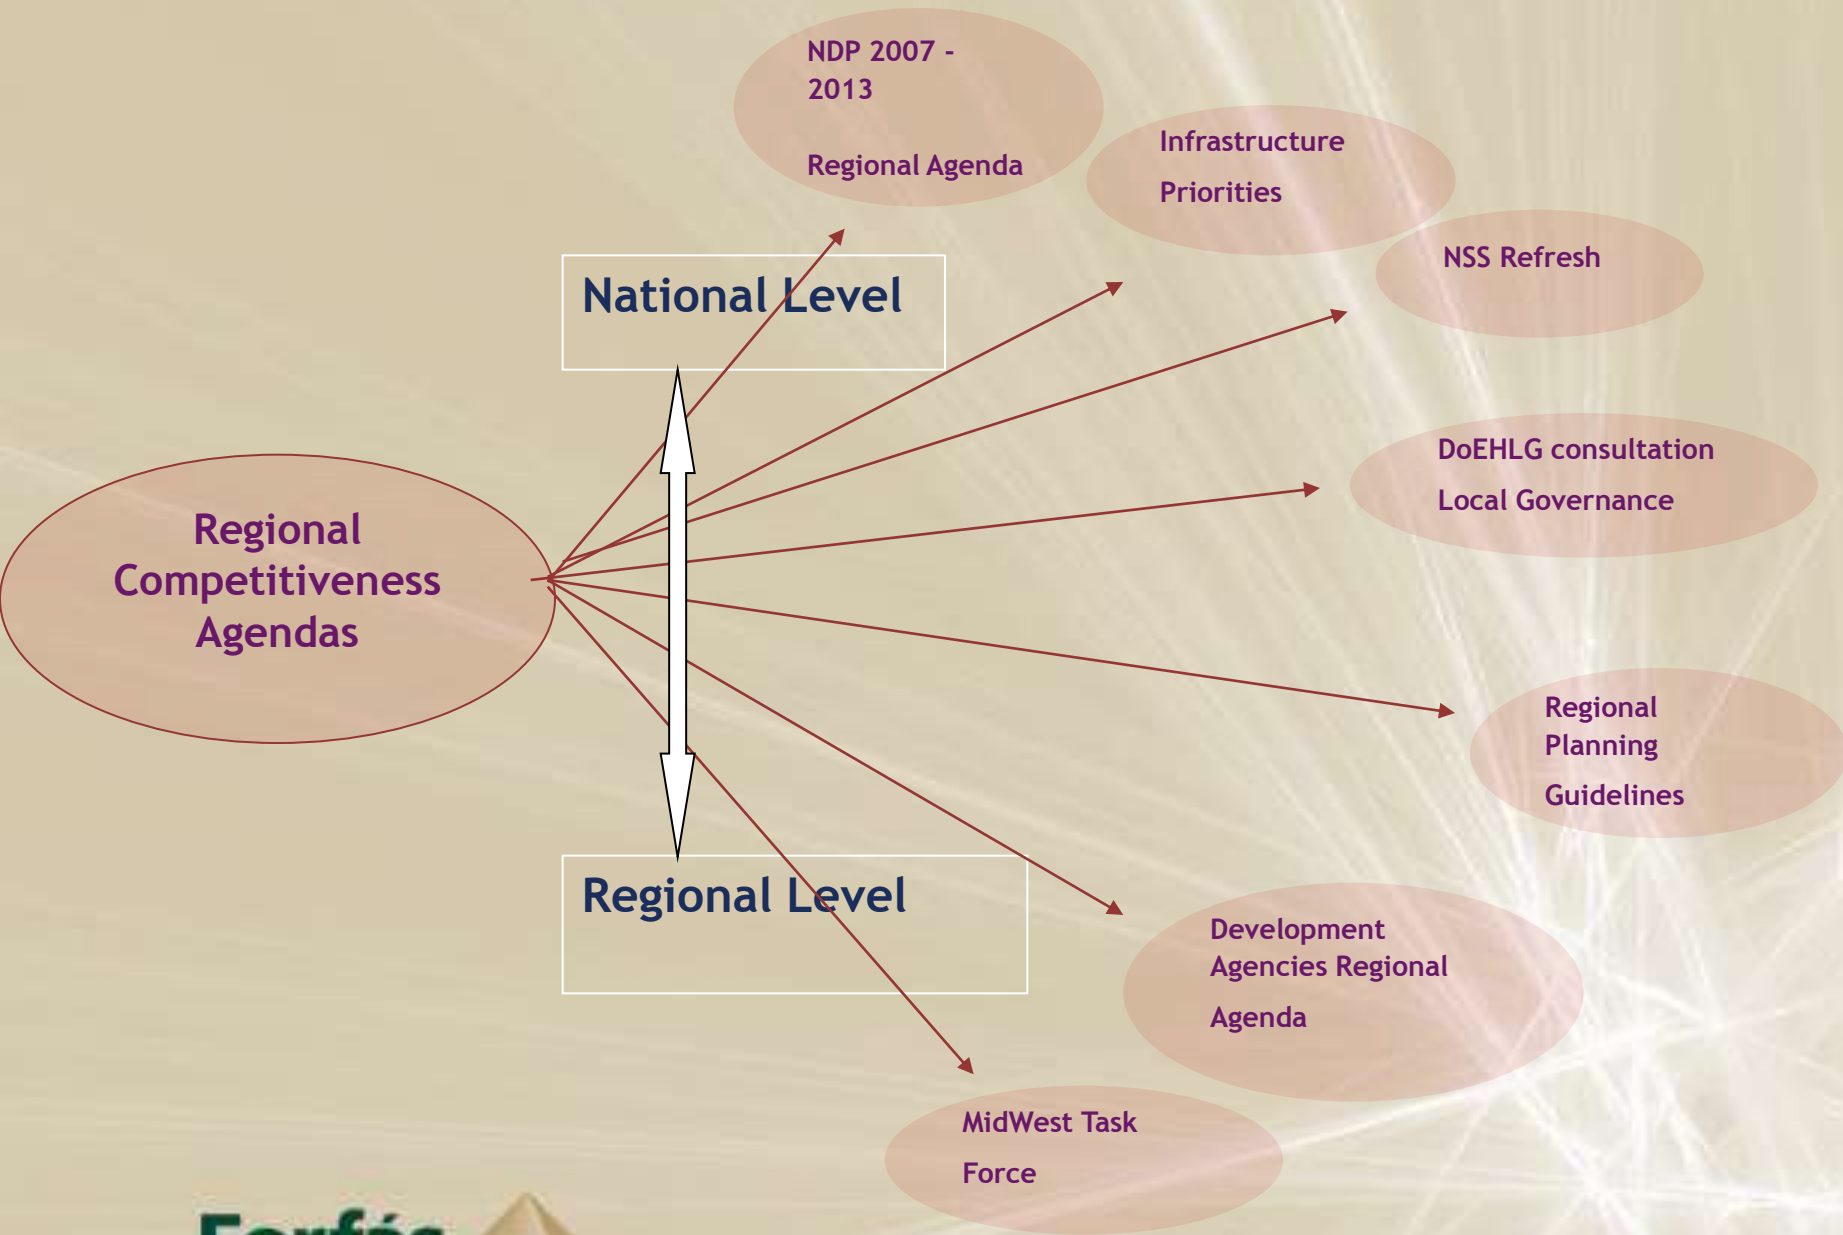 NDP 2007 -
2013
Regional Agenda
Infrastructure
Priorities
NSS Refresh
National Level
DoEHLG consultation
Local Governance
Regional
Competitiveness
Agendas
Regional
Planning
Guidelines
Regional Level
Development
Agencies Regional
Agenda
MidWest Task
Force
Forfás